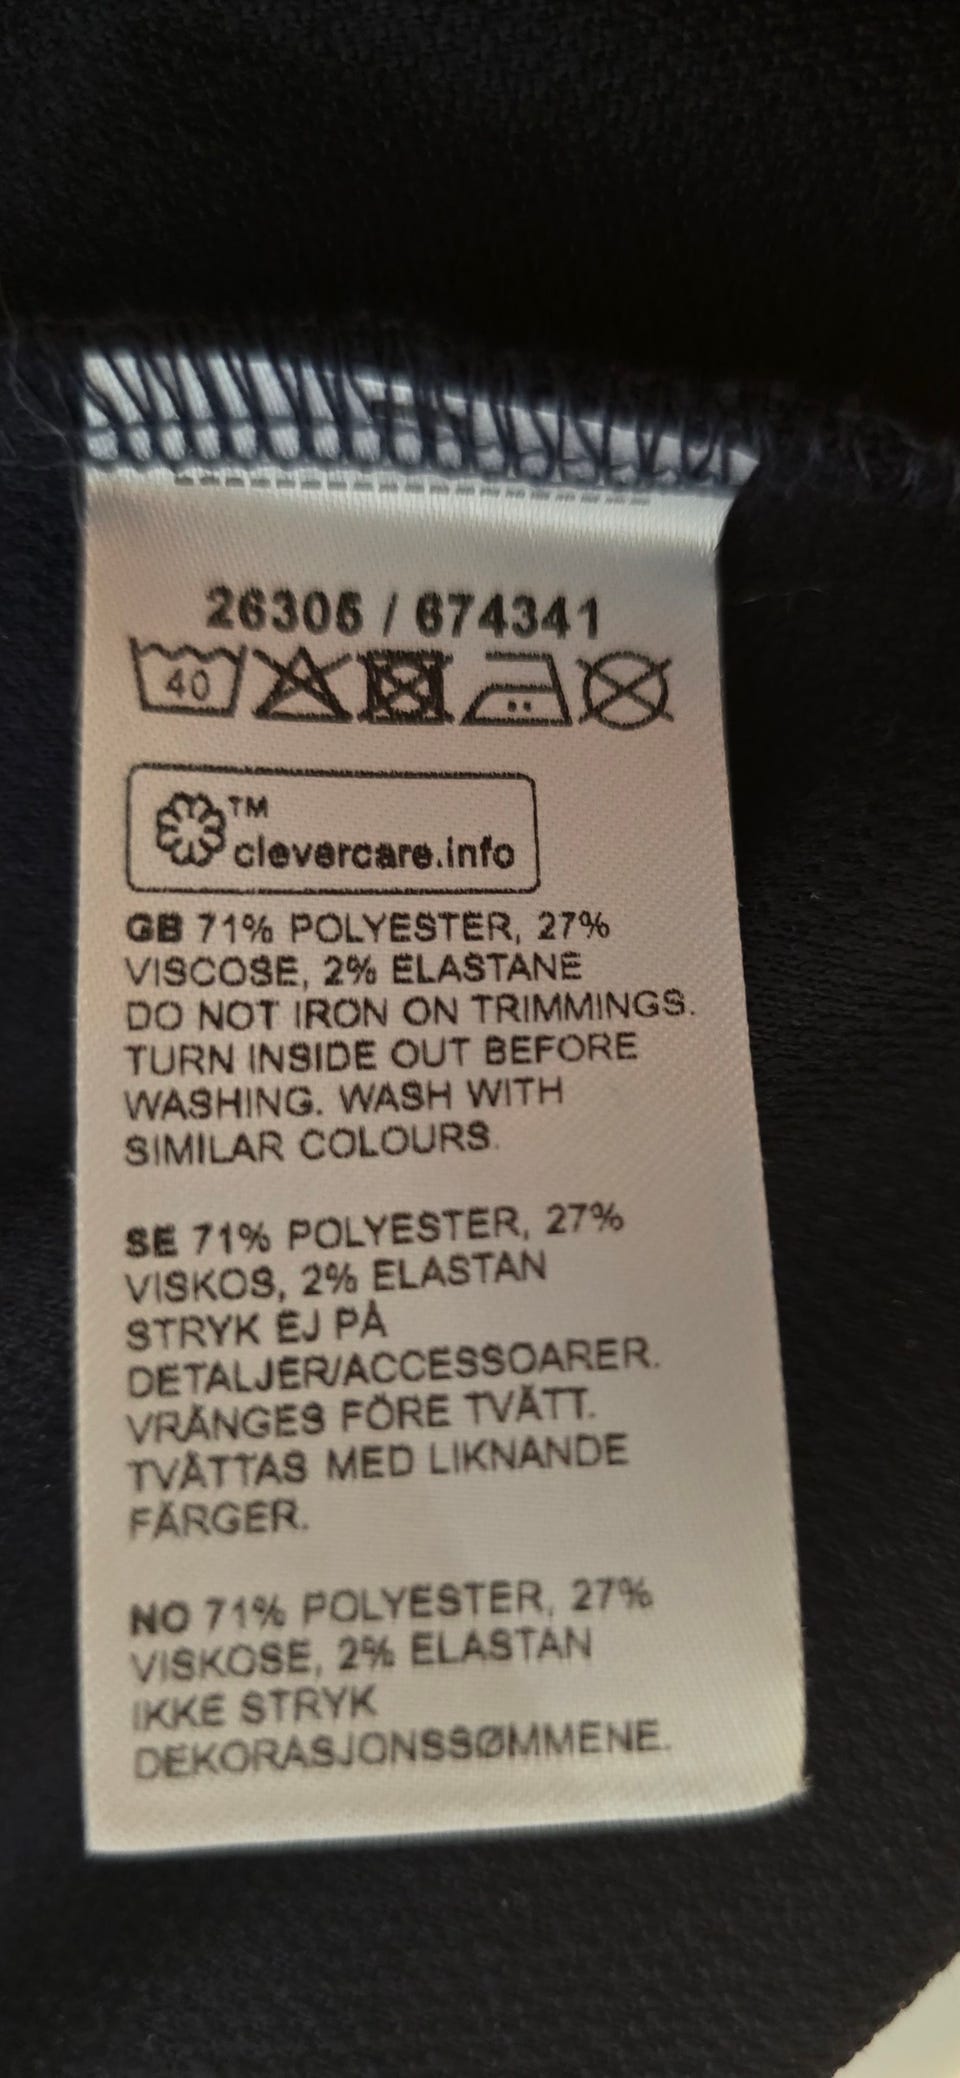 26305 / 674341
40
TM
clevercare.info
GB 71% POLYESTER, 27%
VISCOSE, 2% ELASTANE
DO NOT IRON ON TRIMMINGS.
TURN INSIDE OUT BEFORE
WASHING. WASH WITH
SIMILAR COLOURS.
SE 71% POLYESTER, 27%
VISKOS, 2% ELASTAN
STRYK EJ PÅ
DETALJER/ACCESSOARER.
VRÄNGES FÖRE TVÄTT.
TVÄTTAS MED LIKNANDE
FÄRGER.
NO 71% POLYESTER, 27%
VISKOSE, 2% ELASTAN
IKKE STRYK
DEKORASJONSSØMMENE.